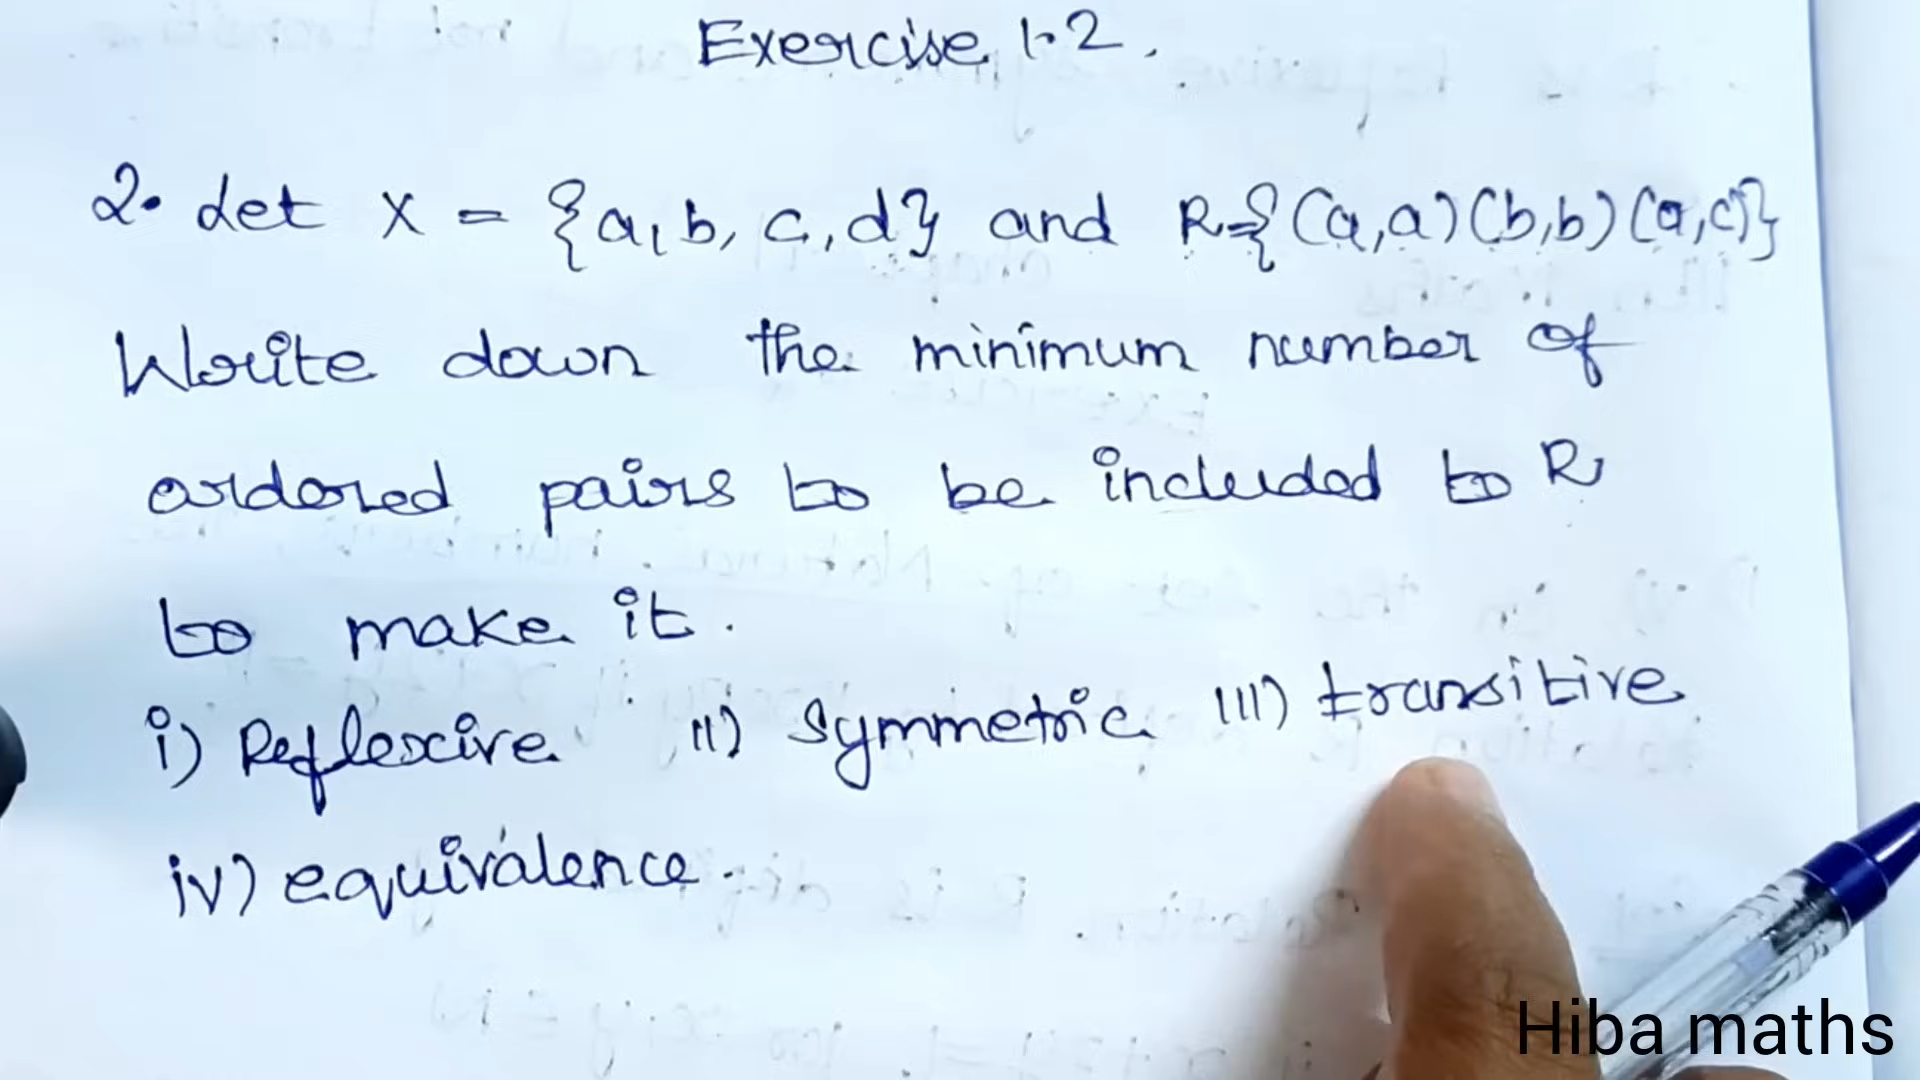 Exercise 1.2.
2. Let X = {a, b, c, d} and R={(a,a)(b,b)(a,c)}
Write down the minimum number of
ordered pairs to be included to R
to make it.
i) Reflexive ii) Symmetric iii) transitive
iv) equivalence.
Hiba maths